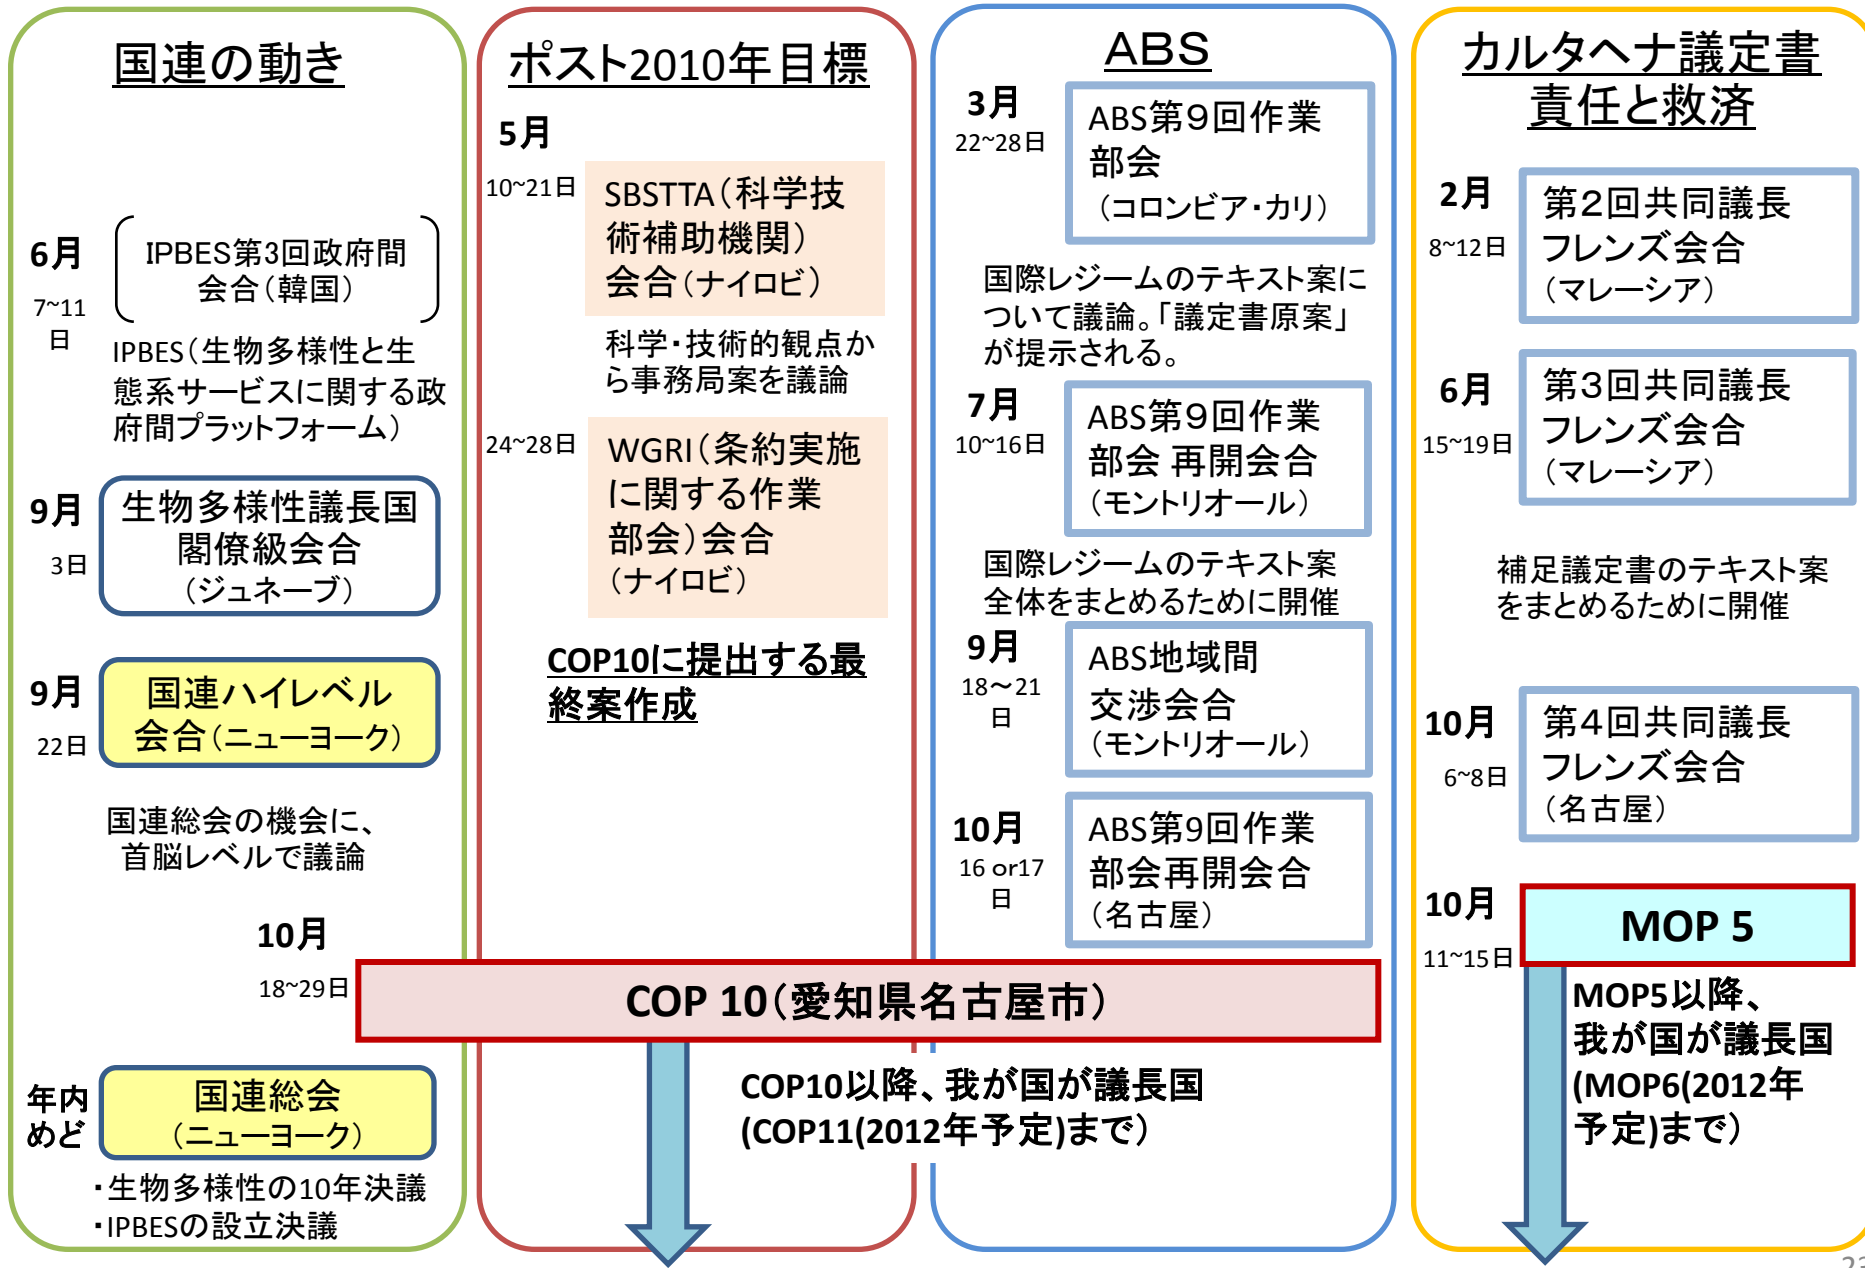 国連の動き
6月
7~11
日
IPBES第3回政府間
会合（韓国）
IPBES（生物多様性と生
態系サービスに関する政
府間プラットフォーム）
9月
3日
生物多様性議長国
閣僚級会合
（ジュネーブ）
9月
22日
国連ハイレベル
会合（ニューヨーク）
国連総会の機会に、
首脳レベルで議論
ポスト2010年目標
5月
10~21日
SBSTTA（科学技
術補助機関）
会合（ナイロビ）
科学・技術的観点か
ら事務局案を議論
24~28日
WGRI（条約実施
に関する作業
部会）会合
（ナイロビ）
COP10に提出する最
終案作成
ABS
3月
22~28日
ABS第９回作業
部会
（コロンビア・カリ）
国際レジームのテキスト案に
ついて議論。「議定書原案」
が提示される。
7月
10~16日
ABS第９回作業
部会 再開会合
（モントリオール）
国際レジームのテキスト案
全体をまとめるために開催
9月
18～21
日
ABS地域間
交渉会合
（モントリオール）
10月
16 or17
日
ABS第9回作業
部会再開会合
（名古屋）
10月
18~29日
COP 10（愛知県名古屋市）
COP10以降、我が国が議長国
(COP11(2012年予定)まで）
年内
めど
国連総会
（ニューヨーク）
・生物多様性の10年決議
・IPBESの設立決議
カルタヘナ議定書
責任と救済
2月
8~12日
第２回共同議長
フレンズ会合
（マレーシア）
6月
15~19日
第３回共同議長
フレンズ会合
（マレーシア）
補足議定書のテキスト案
をまとめるために開催
10月
6~8日
第４回共同議長
フレンズ会合
（名古屋）
10月
11~15日
MOP 5
MOP5以降、
我が国が議長国
(MOP6(2012年
予定)まで）